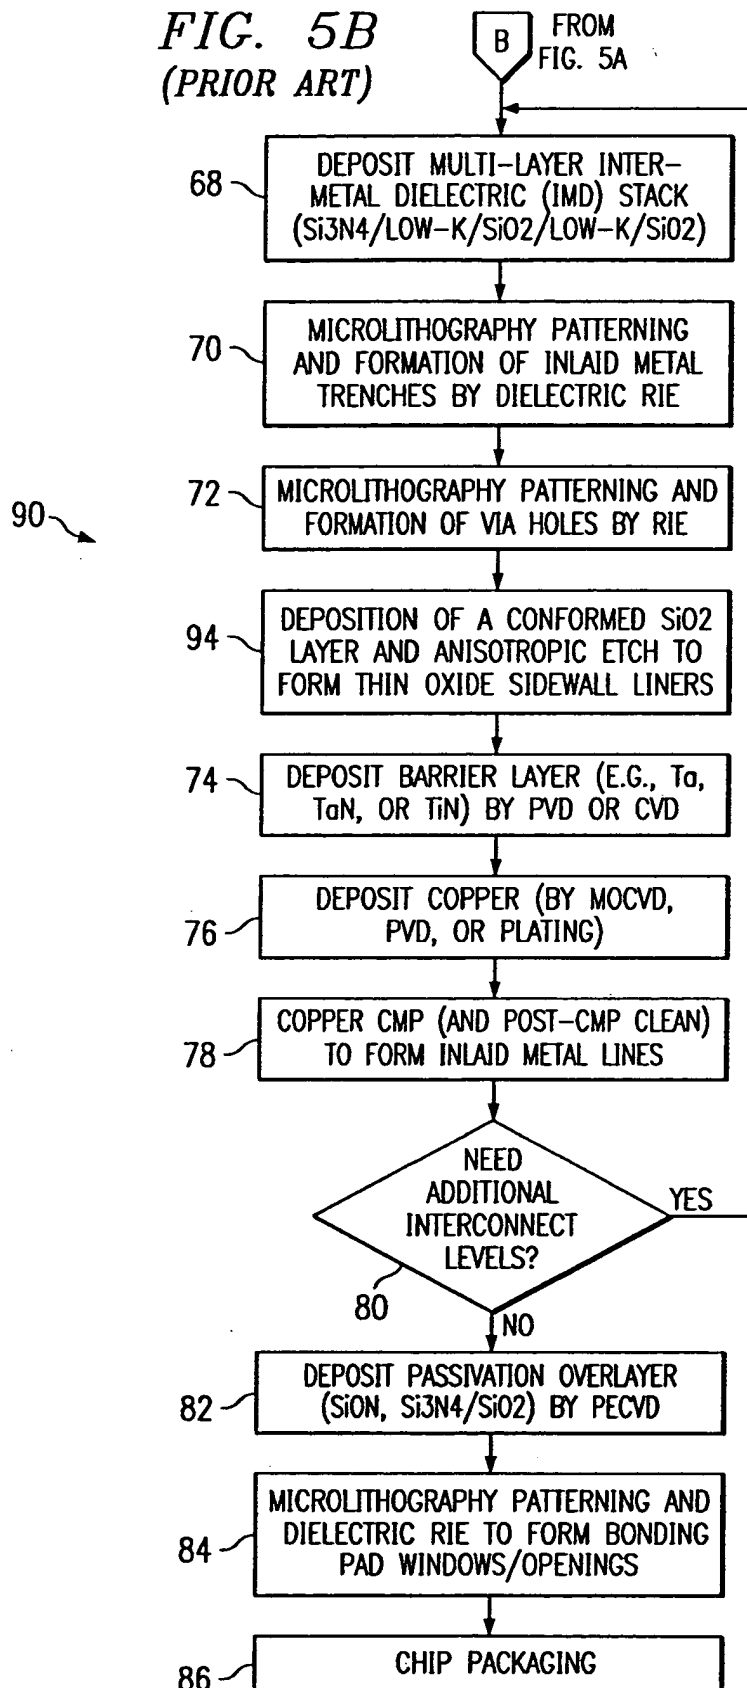 FIG. 5B
(PRIOR ART)
B
FROM
FIG. 5A
68
DEPOSIT MULTI-LAYER INTER-
METAL DIELECTRIC (IMD) STACK
(Si3N4/LOW-K/SiO2/LOW-K/SiO2)
70
MICROLITHOGRAPHY PATTERNING
AND FORMATION OF INLAID METAL
TRENCHES BY DIELECTRIC RIE
90
72
MICROLITHOGRAPHY PATTERNING AND
FORMATION OF VIA HOLES BY RIE
94
DEPOSITION OF A CONFORMED SiO2
LAYER AND ANISOTROPIC ETCH TO
FORM THIN OXIDE SIDEWALL LINERS
74
DEPOSIT BARRIER LAYER (E.G., Ta,
TaN, OR TiN) BY PVD OR CVD
76
DEPOSIT COPPER (BY MOCVD,
PVD, OR PLATING)
78
COPPER CMP (AND POST-CMP CLEAN)
TO FORM INLAID METAL LINES
NEED
ADDITIONAL
INTERCONNECT
LEVELS?
YES
80
NO
82
DEPOSIT PASSIVATION OVERLAYER
(SiON, Si3N4/SiO2) BY PECVD
84
MICROLITHOGRAPHY PATTERNING AND
DIELECTRIC RIE TO FORM BONDING
PAD WINDOWS/OPENINGS
86
CHIP PACKAGING